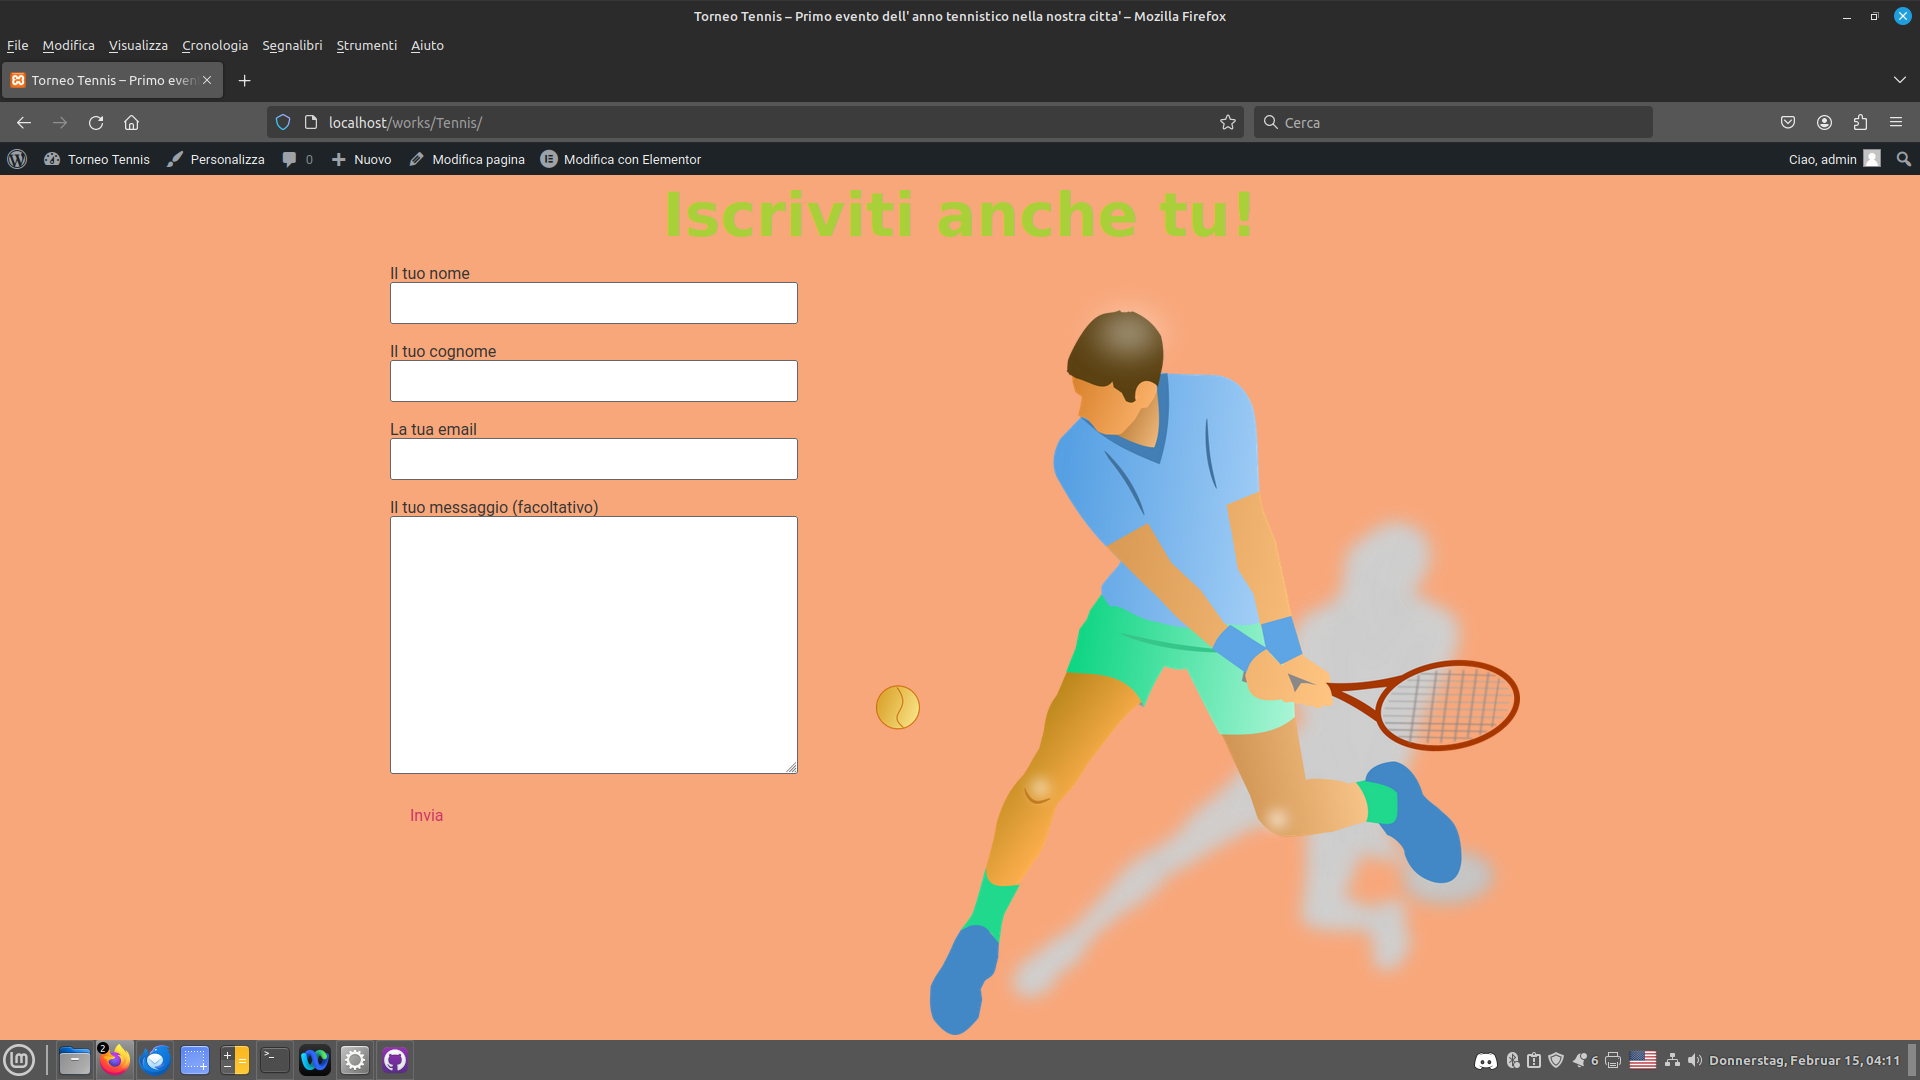 Torneo Tennis – Primo evento dell' anno tennistico nella nostra citta' – Mozilla Firefox
File Modifica Visualizza Cronologia Segnalibri Strumenti Aiuto
Torneo Tennis – Primo even
localhost/works/Tennis/
Cerca
Torneo Tennis Personalizza 0 Nuovo Modifica pagina Modifica con Elementor Ciao, admin
Iscriviti anche tu!
Il tuo nome
Il tuo cognome
La tua email
Il tuo messaggio (facoltativo)
Invia
2
6 Donnerstag, Februar 15, 04:11